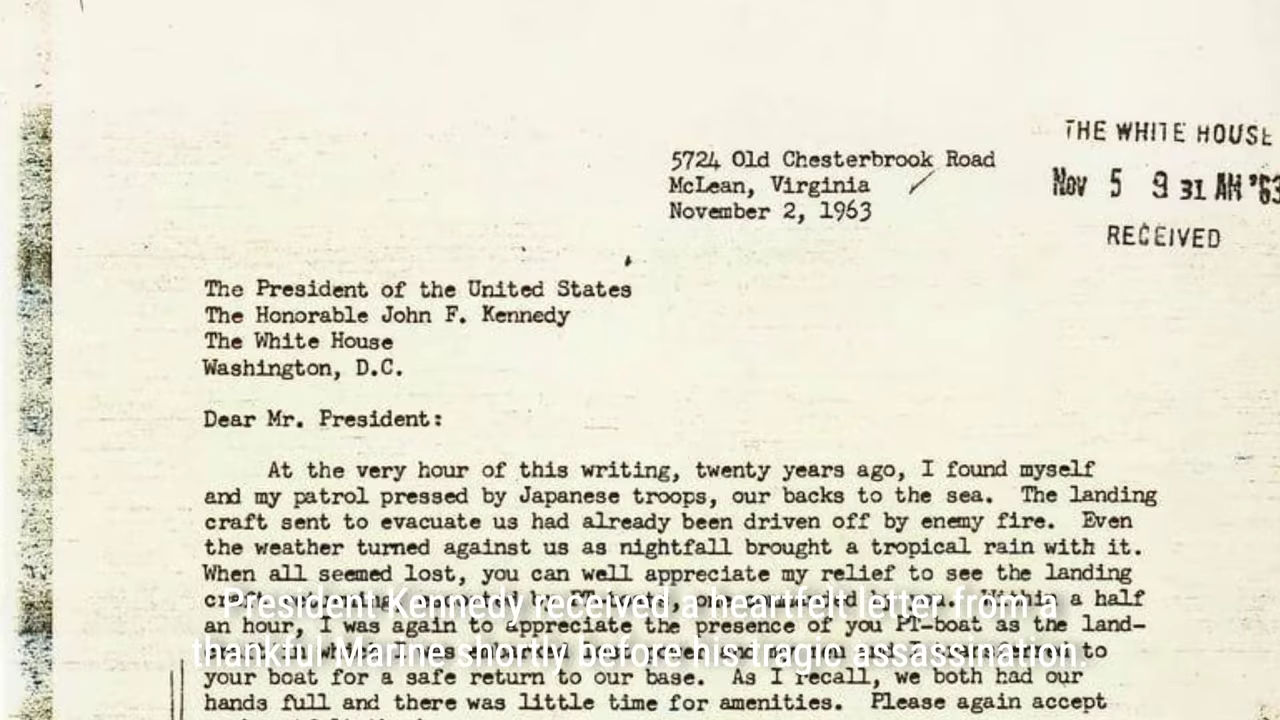 THE WHITE HOUSE
Nov 5 9 31 AM '63
RECEIVED
5724 Old Chesterbrook Road
McLean, Virginia
November 2, 1963
The President of the United States
The Honorable John F. Kennedy
The White House
Washington, D.C.
Dear Mr. President:
At the very hour of this writing, twenty years ago, I found myself
and my patrol pressed by Japanese troops, our backs to the sea. The landing
craft sent to evacuate us had already been driven off by enemy fire. Even
the weather turned against us as nightfall brought a tropical rain with it.
When all seemed lost, you can well appreciate my relief to see the landing
a half
an hour, I was again to appreciate the presence of you PT-boat as the land-
to
your boat for a safe return to our base. As I recall, we both had our
hands full and there was little time for amenities. Please again accept
President Kennedy received a heartfelt letter from a
thankful Marine shortly before his tragic assassination.